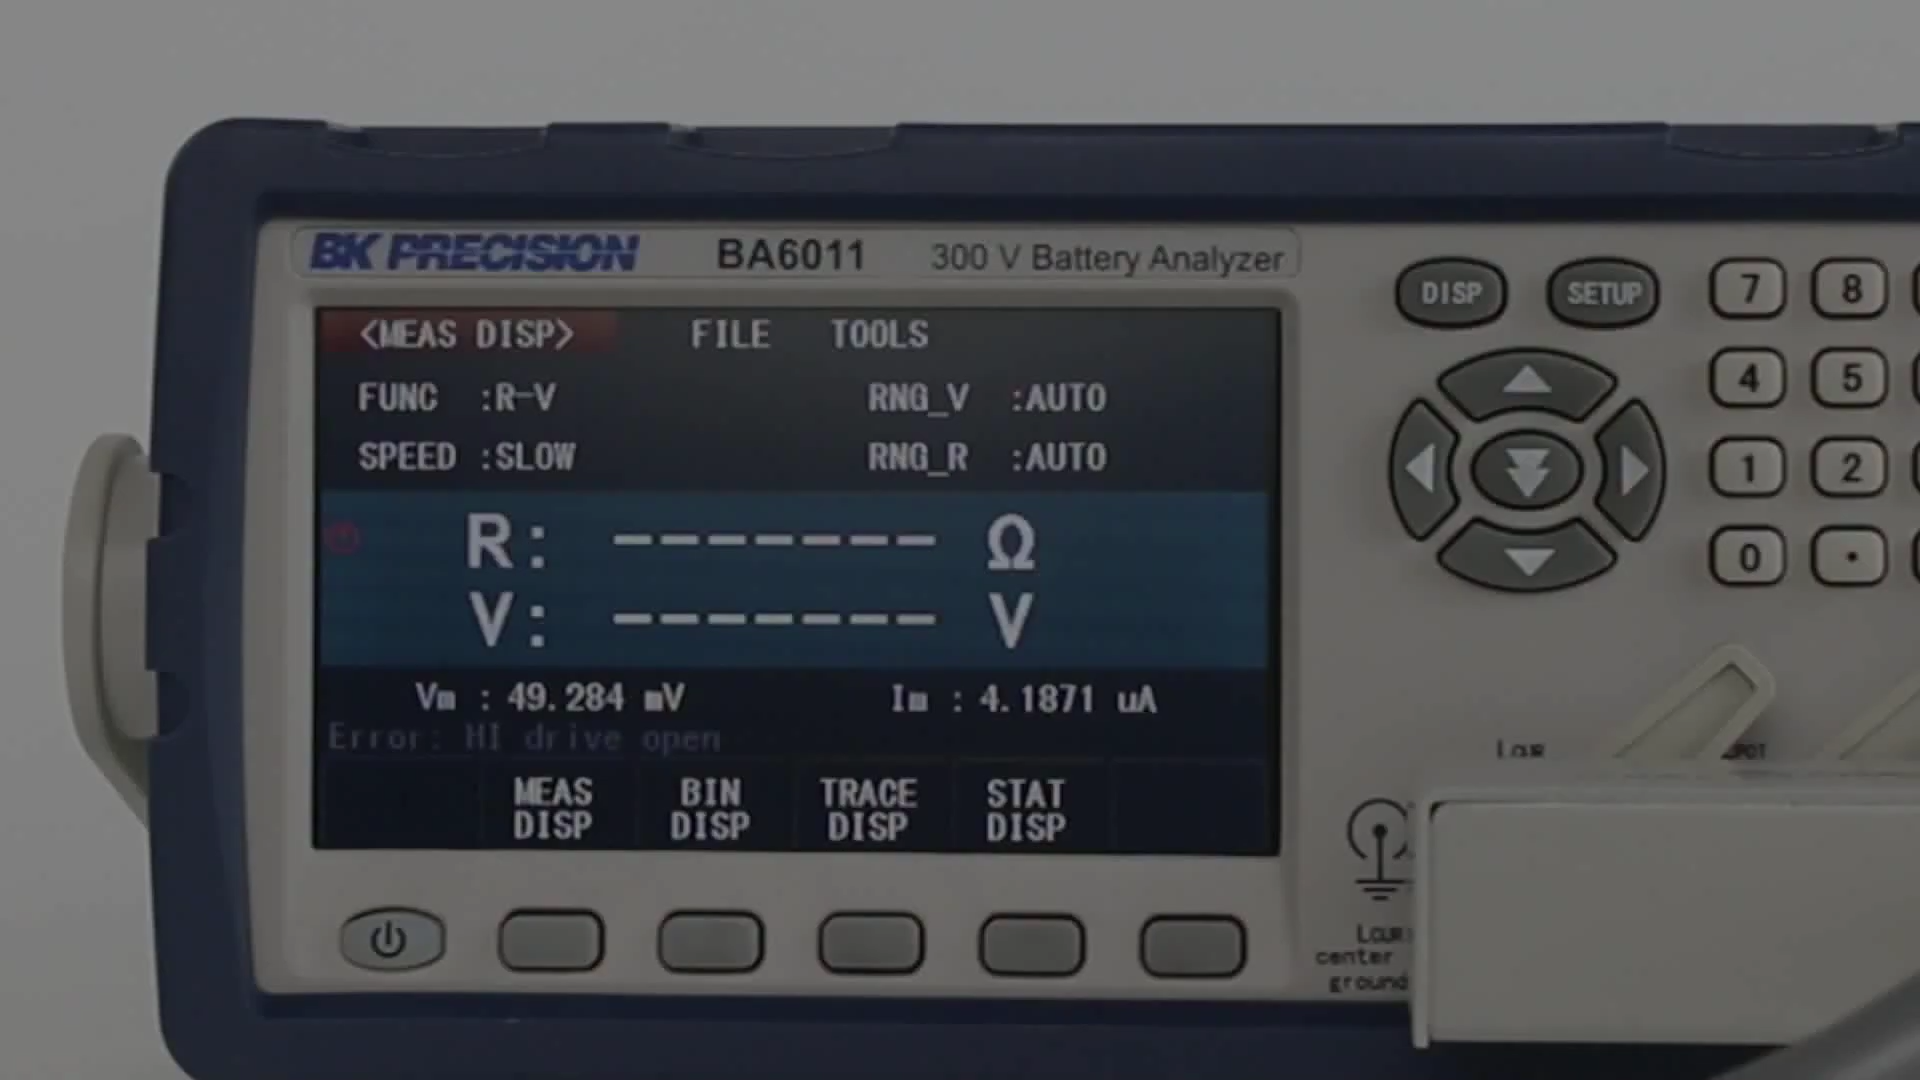 BK PRECISION BA6011 300 V Battery Analyzer
<MEAS DISP> FILE TOOLS
FUNC :R-V RNG_V :AUTO
SPEED :SLOW RNG_R :AUTO
R: ------- Ω
V: ------- V
Vm : 49.284 mV Im : 4.1871 uA
Error: HI drive open
MEAS DISP
BIN DISP
TRACE DISP
STAT DISP
DISP SETUP
7 8
4 5
1 2
0 .
center
ground